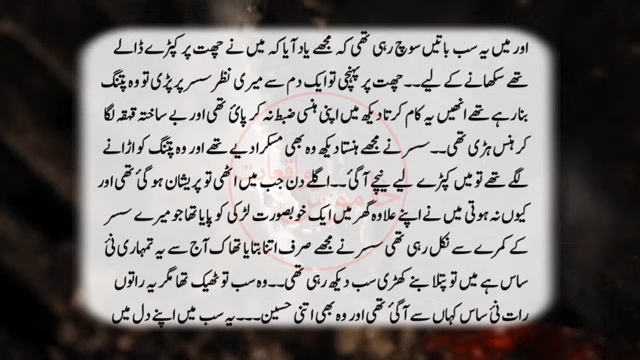 اور میں یہ سب باتیں سوچ رہی تھی کہ مجھے یاد آیا کہ میں نے چھت پر کپڑے ڈالے
تھے سکھانے کے لیے۔۔چھت پر پہنچی تو ایک دم سے میری نظر سسر پر پڑی تو وہ پتنگ
بنا رہے تھے انھیں یہ کام کرتا دیکھ میں اپنی ہنسی ضبط نہ کر پائ تھی اور بے ساختہ قہقہ لگا
کر ہنس ہڑی تھی۔۔سسر نے مجھے ہنستا دیکھ وہ بھی مسکرا دیے تھے اور وہ پتنگ کو اڑانے
لگے تھے تو میں کپڑے لیے نیچے آ گئ۔۔اگلے دن جب میں اٹھی تو پریشان ہو گئ تھی اور
کیوں نہ ہوتی میں نے اپنے علاوہ گھر میں ایک خوبصورت لڑکی کو پایا تھا جو میرے سسر
کے کمرے سے نکل رہی تھی سسر نے مجھے صرف اتنا بتایا تھا ک آج سے یہ تمہاری نئ
ساس ہے میں تو پتلا بنے کھڑی سب دیکھ رہی تھی۔۔وہ سب تو ٹھیک تھا مگر یہ راتوں
رات نئ ساس کہاں سے آ گئ تھی اور وہ بھی اتنی حسین۔۔۔یہ سب میں اپنے دل میں